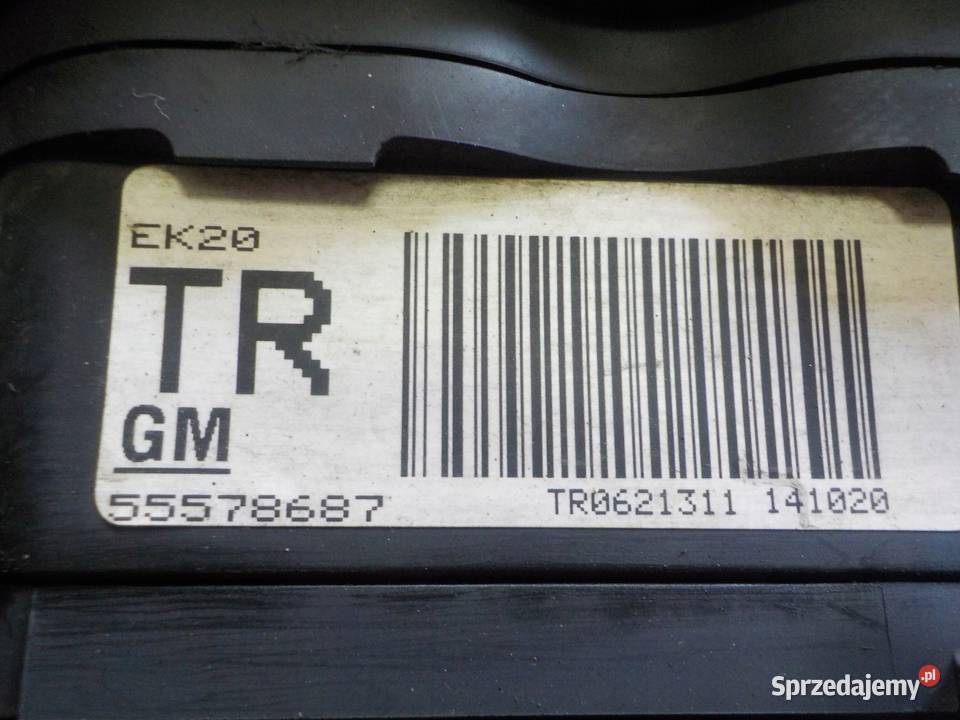 EK20
TR
GM
55578687
TR0621311 141020
Sprzedajemy.pl